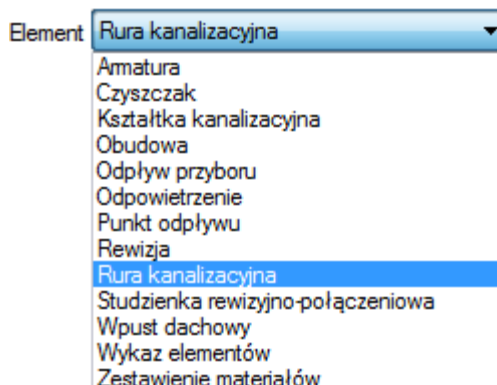 Element Rura kanalizacyjna
Armatura
Czyszczak
Kształtka kanalizacyjna
Obudowa
Odpływ przyboru
Odpowietrzenie
Punkt odpływu
Rewizja
Rura kanalizacyjna
Studzienka rewizyjno-połączeniowa
Wpust dachowy
Wykaz elementów
Zestawienie materiałów